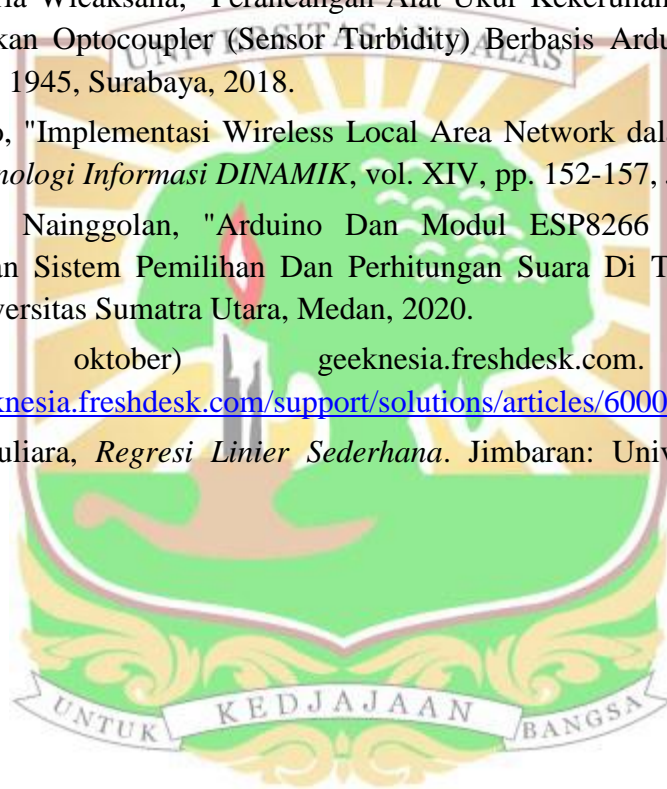 Wicaksana, "Perancangan Alat Ukur Kekeruhan
kan Optocoupler (Sensor Turbidity) Berbasis Ardu
UNIVERSITAS ANDALAS
1945, Surabaya, 2018.
o, "Implementasi Wireless Local Area Network dal
nologi Informasi DINAMIK, vol. XIV, pp. 152-157,
Nainggolan, "Arduino Dan Modul ESP8266
an Sistem Pemilihan Dan Perhitungan Suara Di T
versitas Sumatra Utara, Medan, 2020.
oktober) geeknesia.freshdesk.com.
knesia.freshdesk.com/support/solutions/articles/6000
uliara, Regresi Linier Sederhana. Jimbaran: Univ
UNTUK KEDJAJAAN BANGSA